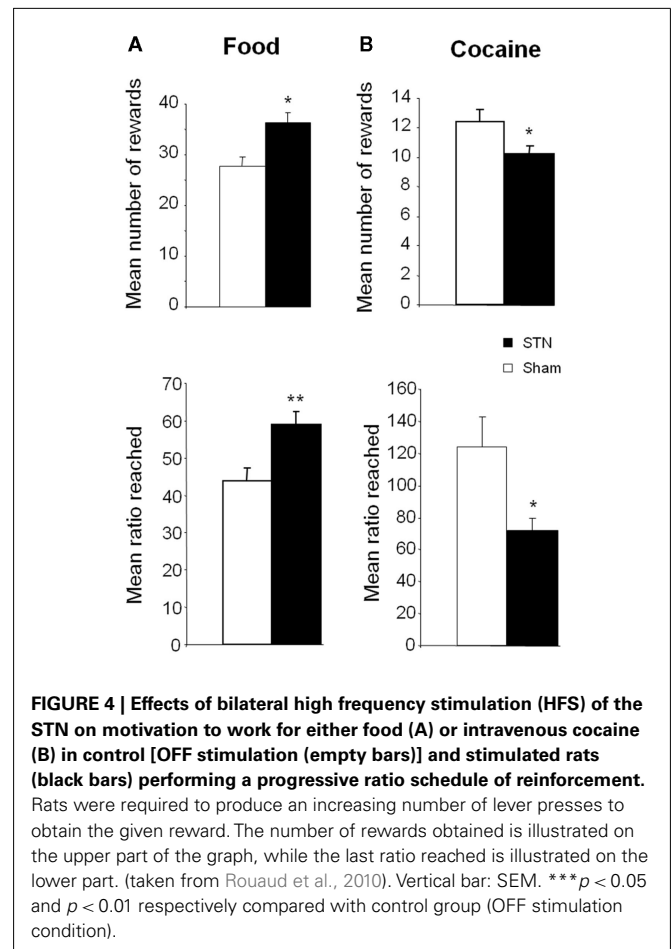 A Food B Cocaine
Mean number of rewards
40
30
20
10
0
*
Mean number of rewards
14
12
10
8
6
4
2
0
*
STN
Sham
Mean ratio reached
70
60
50
40
30
20
10
0
**
Mean ratio reached
160
140
120
100
80
60
40
20
0
*
FIGURE 4 | Effects of bilateral high frequency stimulation (HFS) of the
STN on motivation to work for either food (A) or intravenous cocaine
(B) in control [OFF stimulation (empty bars)] and stimulated rats
(black bars) performing a progressive ratio schedule of reinforcement.
Rats were required to produce an increasing number of lever presses to
obtain the given reward. The number of rewards obtained is illustrated on
the upper part of the graph, while the last ratio reached is illustrated on the
lower part. (taken from Rouaud et al., 2010). Vertical bar: SEM. ***p < 0.05
and p < 0.01 respectively compared with control group (OFF stimulation
condition).